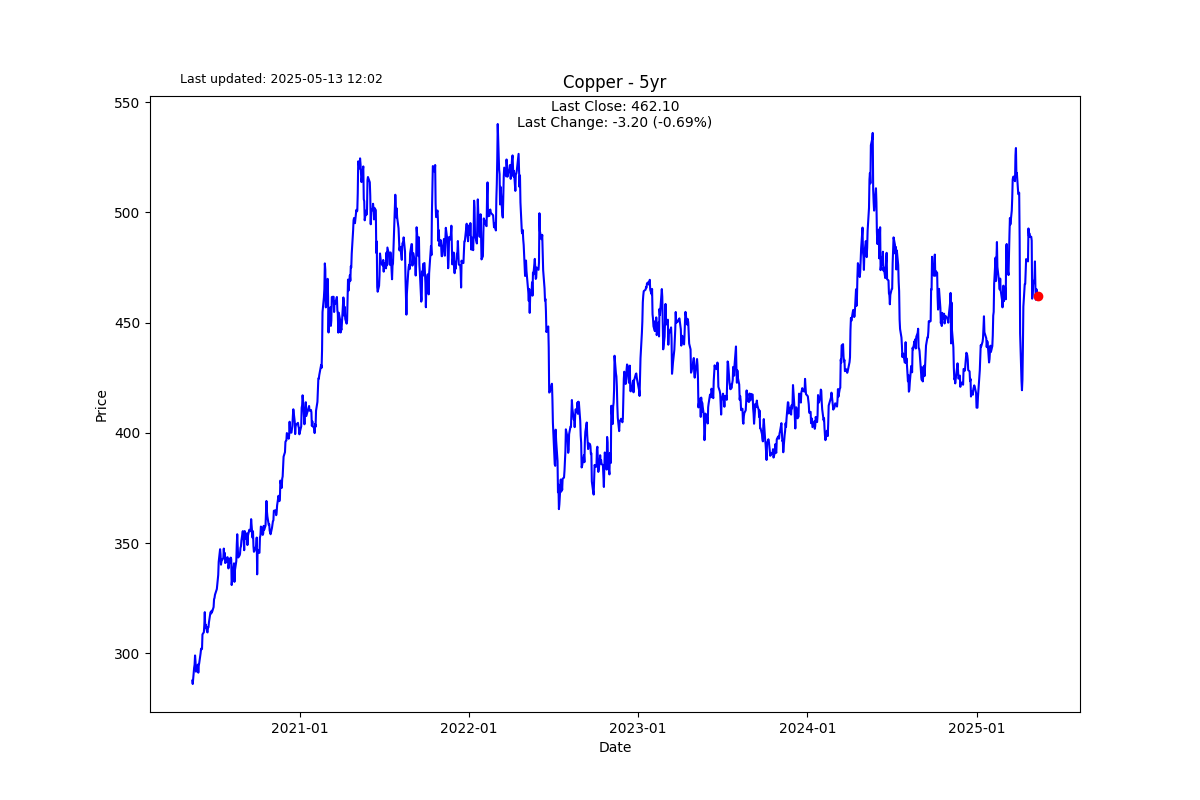 Last updated: 2025-05-13 12:02
Copper - 5yr
Last Close: 462.10
Last Change: -3.20 (-0.69%)
550
500
450
400
350
300
Price
2021-01
2022-01
2023-01
2024-01
2025-01
Date